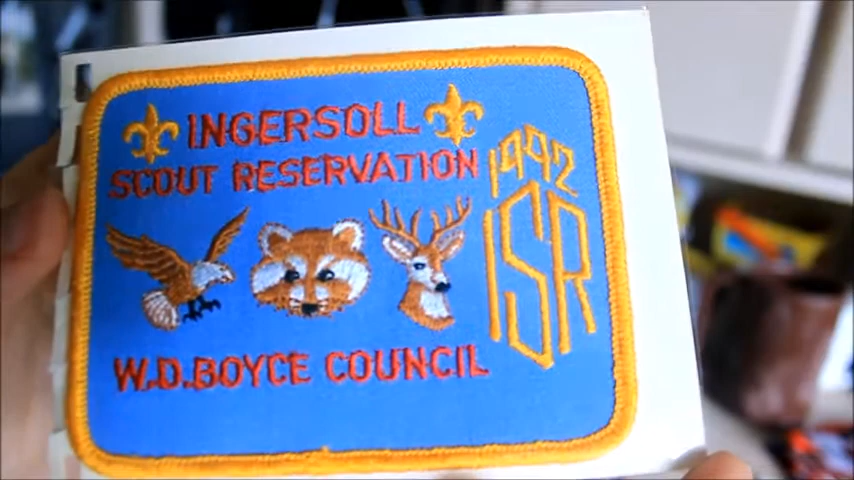 INGERSOLL
SCOUT RESERVATION
1992
ISR
W.D.BOYCE COUNCIL